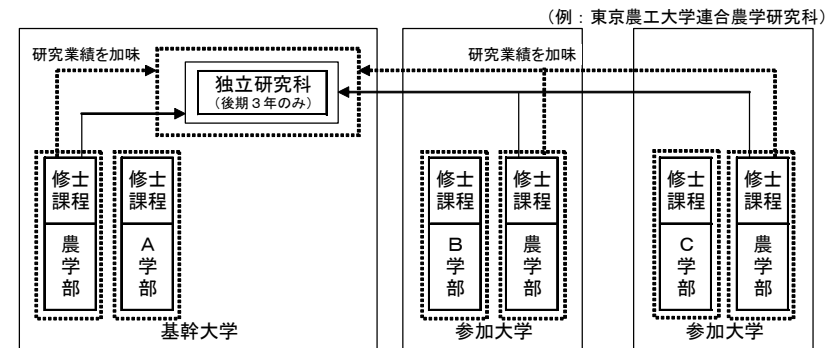 （例：東京農工大学連合農学研究科）
研究業績を加味
研究業績を加味
独立研究科
（後期３年のみ）
修士
課程
農
学
部
修士
課程
Ａ
学
部
修士
課程
Ｂ
学
部
修士
課程
農
学
部
修士
課程
Ｃ
学
部
修士
課程
農
学
部
基幹大学
参加大学
参加大学